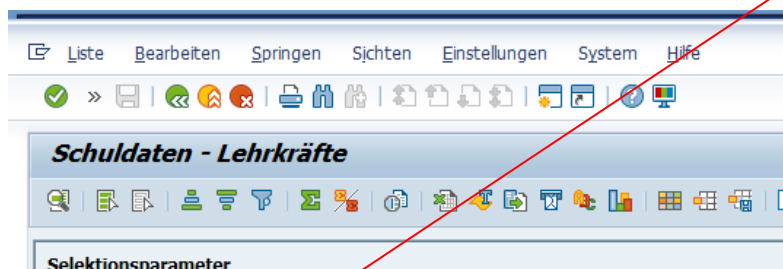 Liste Bearbeiten Springen Sichten Einstellungen System Hilfe
Schuldaten - Lehrkräfte
Selektionsparameter